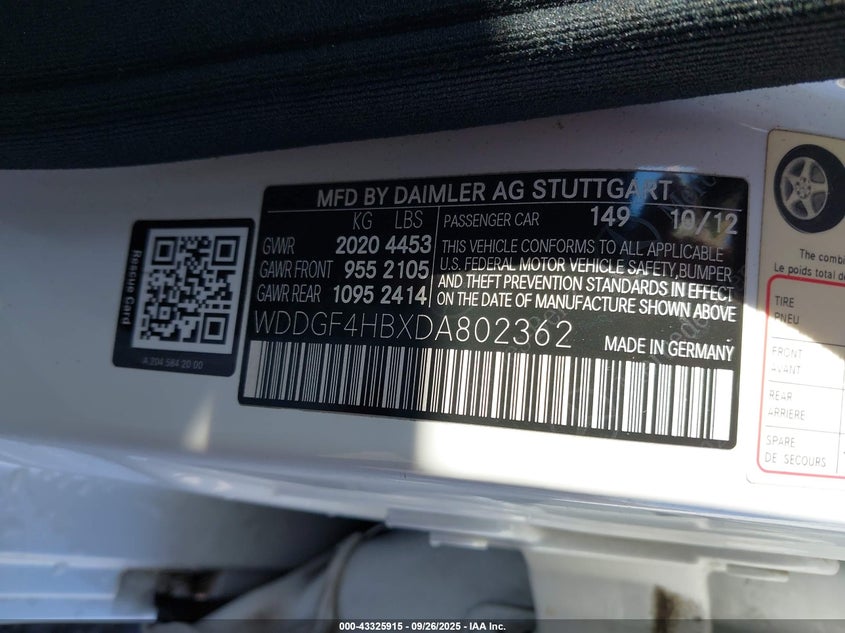 MFD BY DAIMLER AG STUTTGART
KG LBS
GVWR 2020 4453
GAWR FRONT 955 2105
GAWR REAR 1095 2414
PASSENGER CAR 149 10/12
THIS VEHICLE CONFORMS TO ALL APPLICABLE
U.S. FEDERAL MOTOR VEHICLE SAFETY,BUMPER
AND THEFT PREVENTION STANDARDS IN EFFECT
ON THE DATE OF MANUFACTURE SHOWN ABOVE
WDDGF4HBXDA802362 MADE IN GERMANY
Rescue Card
A 204 584 20 00
The combi
Le poids total de
TIRE
PNEU
FRONT
AVANT
REAR
ARRIERE
SPARE
DE SECOURS
000-43325915 - 09/26/2025 - IAA Inc.